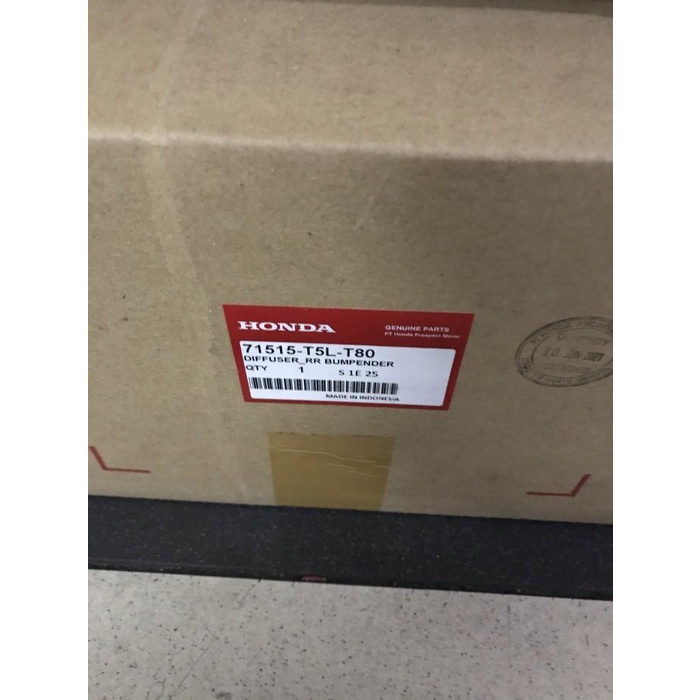 HONDA
GENUINE PARTS
PT Honda Prospect Motor
71515-T5L-T80
DIFFUSER_RR BUMPENDER
QTY 1 S 1E 25
MADE IN INDONESIA